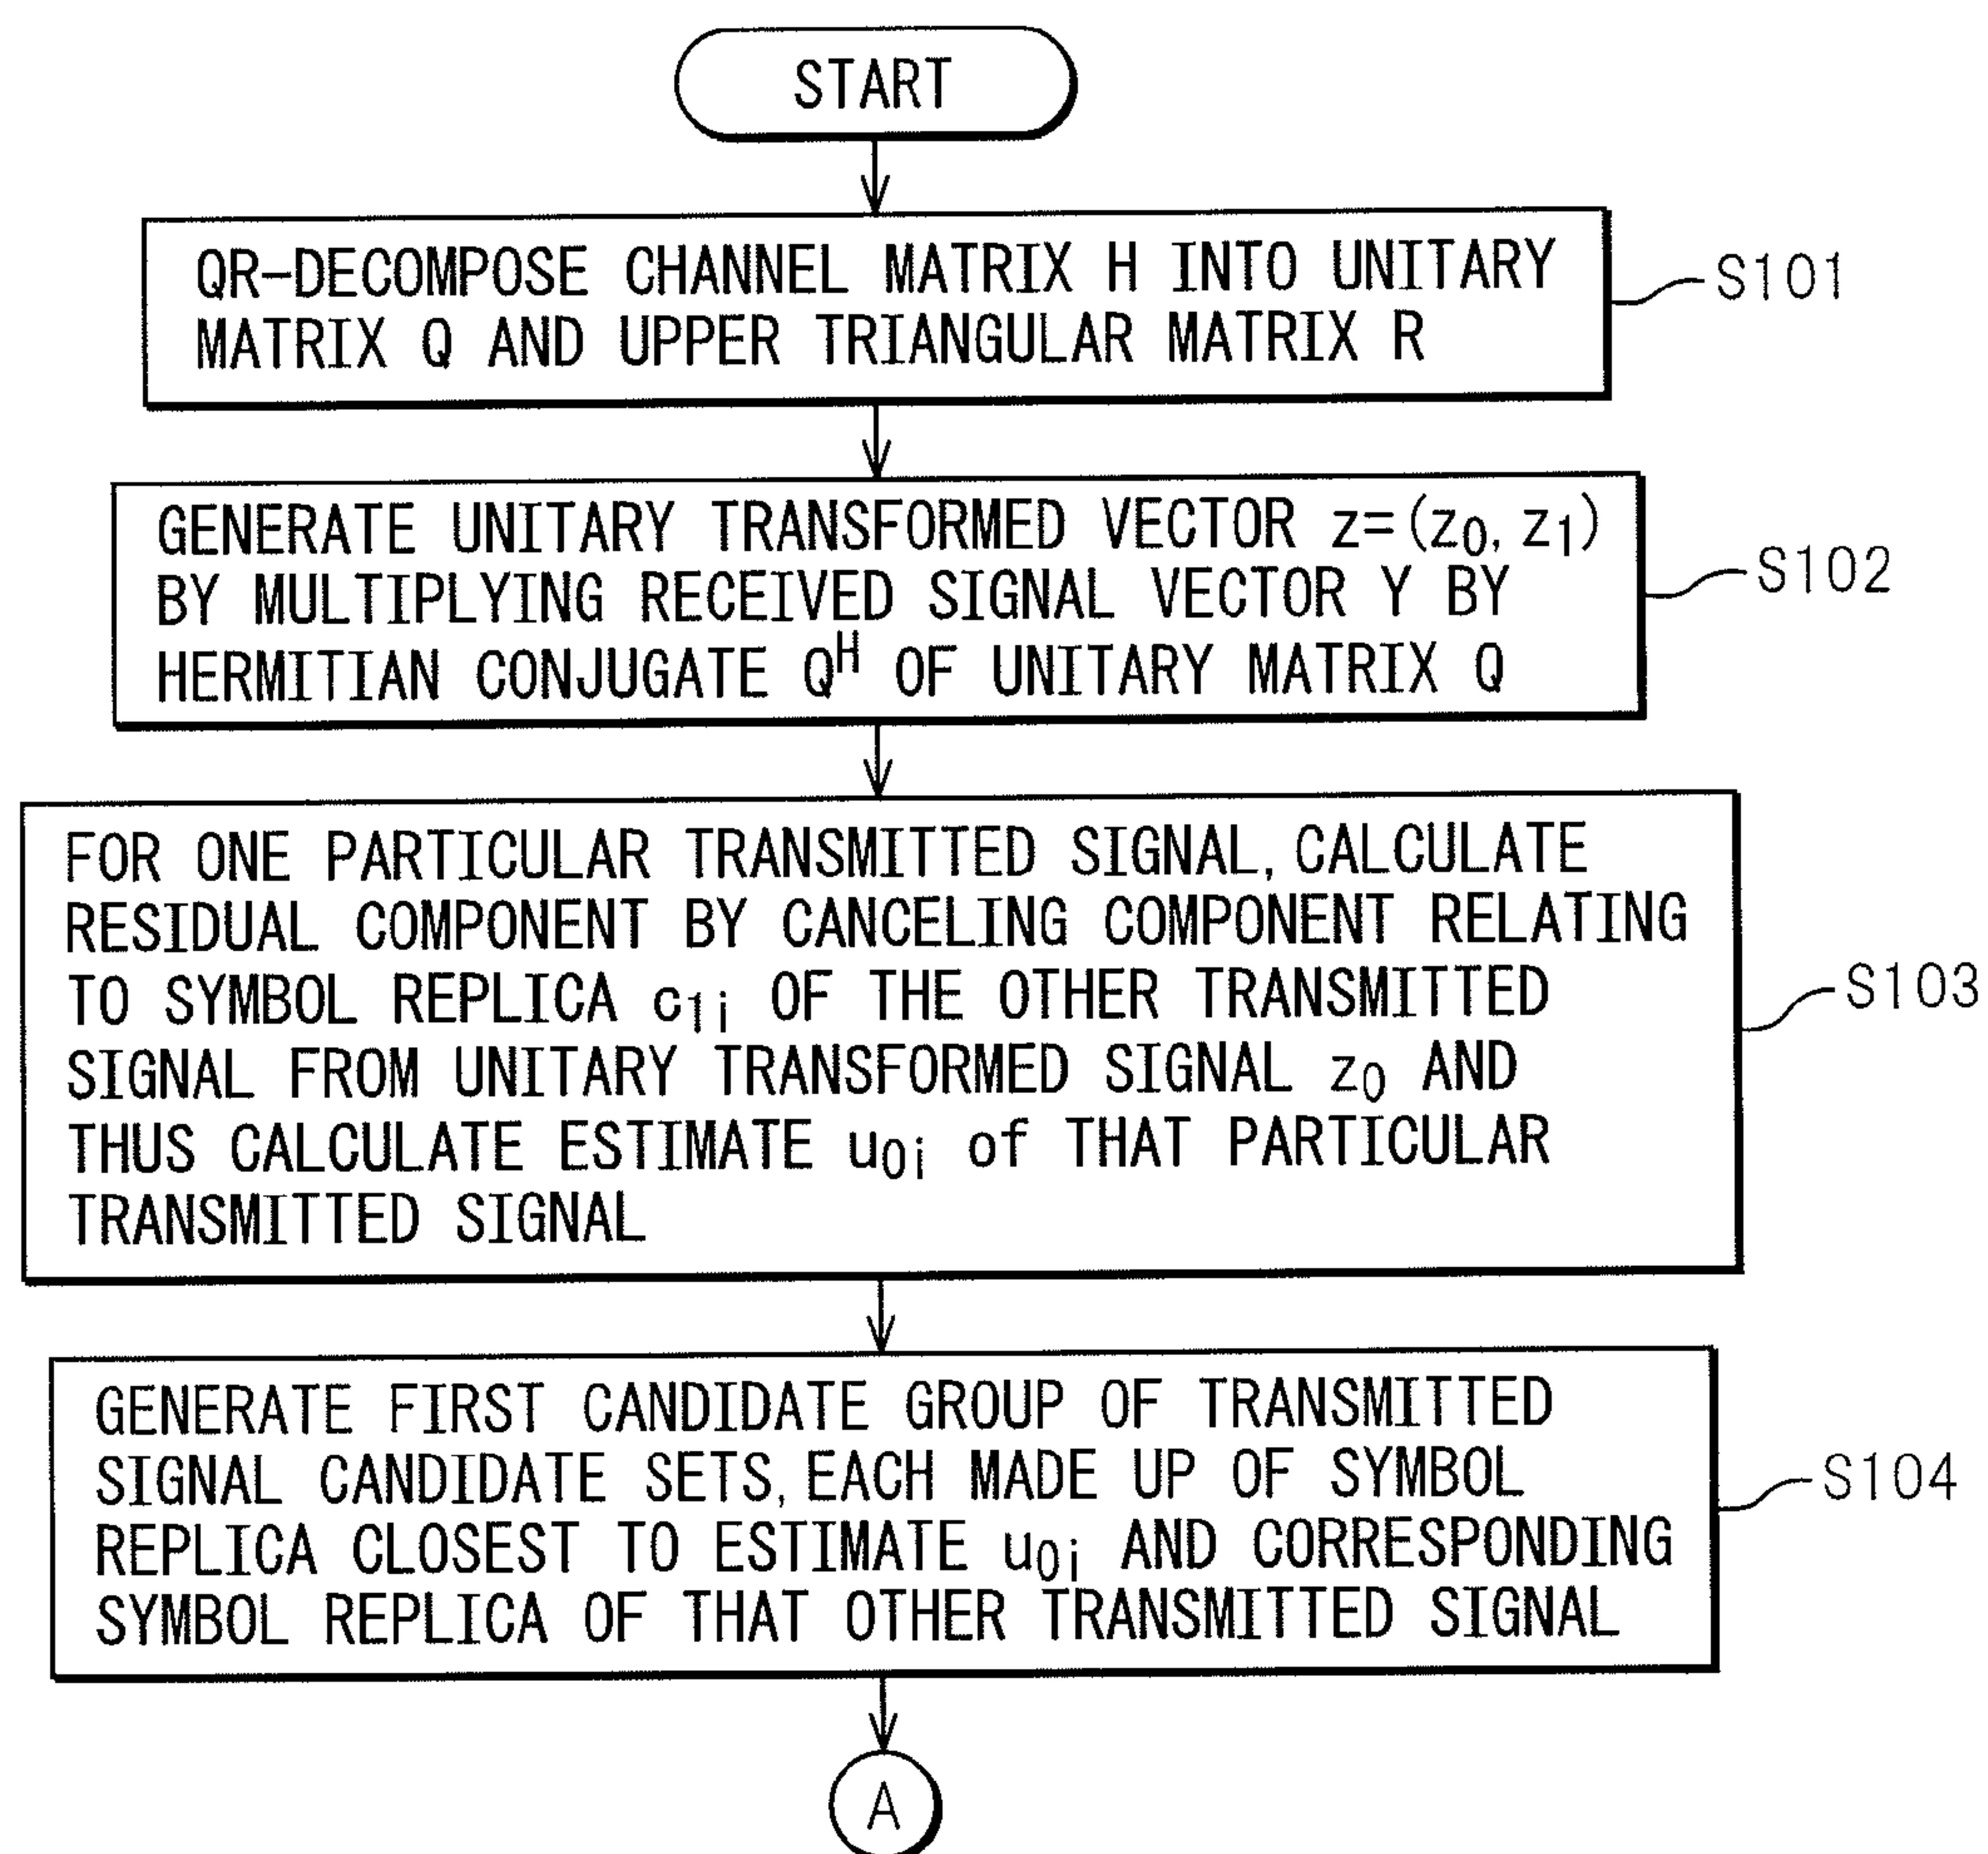 START
QR-DECOMPOSE CHANNEL MATRIX H INTO UNITARY
MATRIX Q AND UPPER TRIANGULAR MATRIX R
S101
GENERATE UNITARY TRANSFORMED VECTOR z=(z₀, z₁)
BY MULTIPLYING RECEIVED SIGNAL VECTOR Y BY
HERMITIAN CONJUGATE Qᴴ OF UNITARY MATRIX Q
S102
FOR ONE PARTICULAR TRANSMITTED SIGNAL, CALCULATE
RESIDUAL COMPONENT BY CANCELING COMPONENT RELATING
TO SYMBOL REPLICA c₁ᵢ OF THE OTHER TRANSMITTED
SIGNAL FROM UNITARY TRANSFORMED SIGNAL z₀ AND
THUS CALCULATE ESTIMATE u₀ᵢ of THAT PARTICULAR
TRANSMITTED SIGNAL
S103
GENERATE FIRST CANDIDATE GROUP OF TRANSMITTED
SIGNAL CANDIDATE SETS, EACH MADE UP OF SYMBOL
REPLICA CLOSEST TO ESTIMATE u₀ᵢ AND CORRESPONDING
SYMBOL REPLICA OF THAT OTHER TRANSMITTED SIGNAL
S104
A